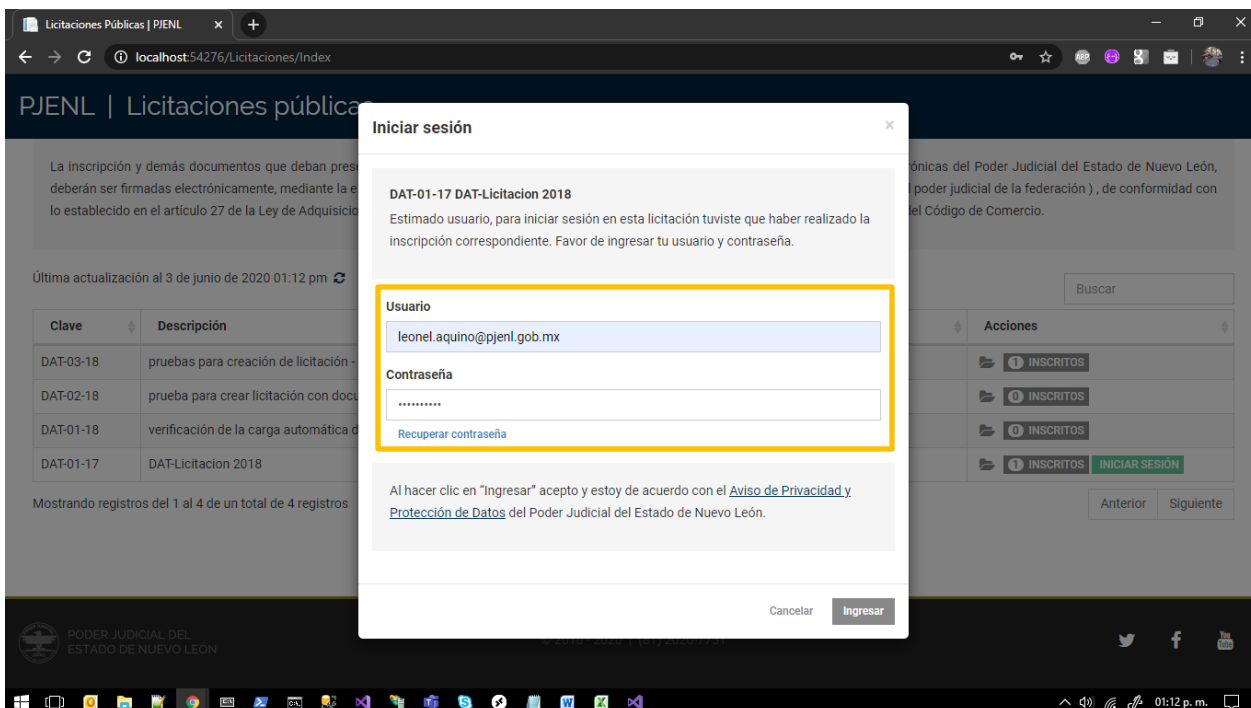 Licitaciones Públicas | PJENL
localhost:54276/Licitaciones/Index
ABP
PJENL | Licitaciones pública
Iniciar sesión
La inscripción y demás documentos que deban prese
ónicas del Poder Judicial del Estado de Nuevo León,
deberán ser firmadas electrónicamente, mediante la e
l poder judicial de la federación ) , de conformidad con
lo establecido en el artículo 27 de la Ley de Adquisicio
el Código de Comercio.
DAT-01-17 DAT-Licitacion 2018
Estimado usuario, para iniciar sesión en esta licitación tuviste que haber realizado la
inscripción correspondiente. Favor de ingresar tu usuario y contraseña.
Última actualización al 3 de junio de 2020 01:12 pm
Buscar
Usuario
leonel.aquino@pjenl.gob.mx
Contraseña
••••••••••
Recuperar contraseña
Clave Descripción Acciones
DAT-03-18 pruebas para creación de licitación - 1 INSCRITOS
DAT-02-18 prueba para crear licitación con docu 0 INSCRITOS
DAT-01-18 verificación de la carga automática d 0 INSCRITOS
DAT-01-17 DAT-Licitacion 2018 1 INSCRITOS INICIAR SESIÓN
Mostrando registros del 1 al 4 de un total de 4 registros
Anterior Siguiente
Al hacer clic en "Ingresar" acepto y estoy de acuerdo con el Aviso de Privacidad y
Protección de Datos del Poder Judicial del Estado de Nuevo León.
Cancelar Ingresar
PODER JUDICIAL DEL
ESTADO DE NUEVO LEÓN
You Tube
01:12 p. m.